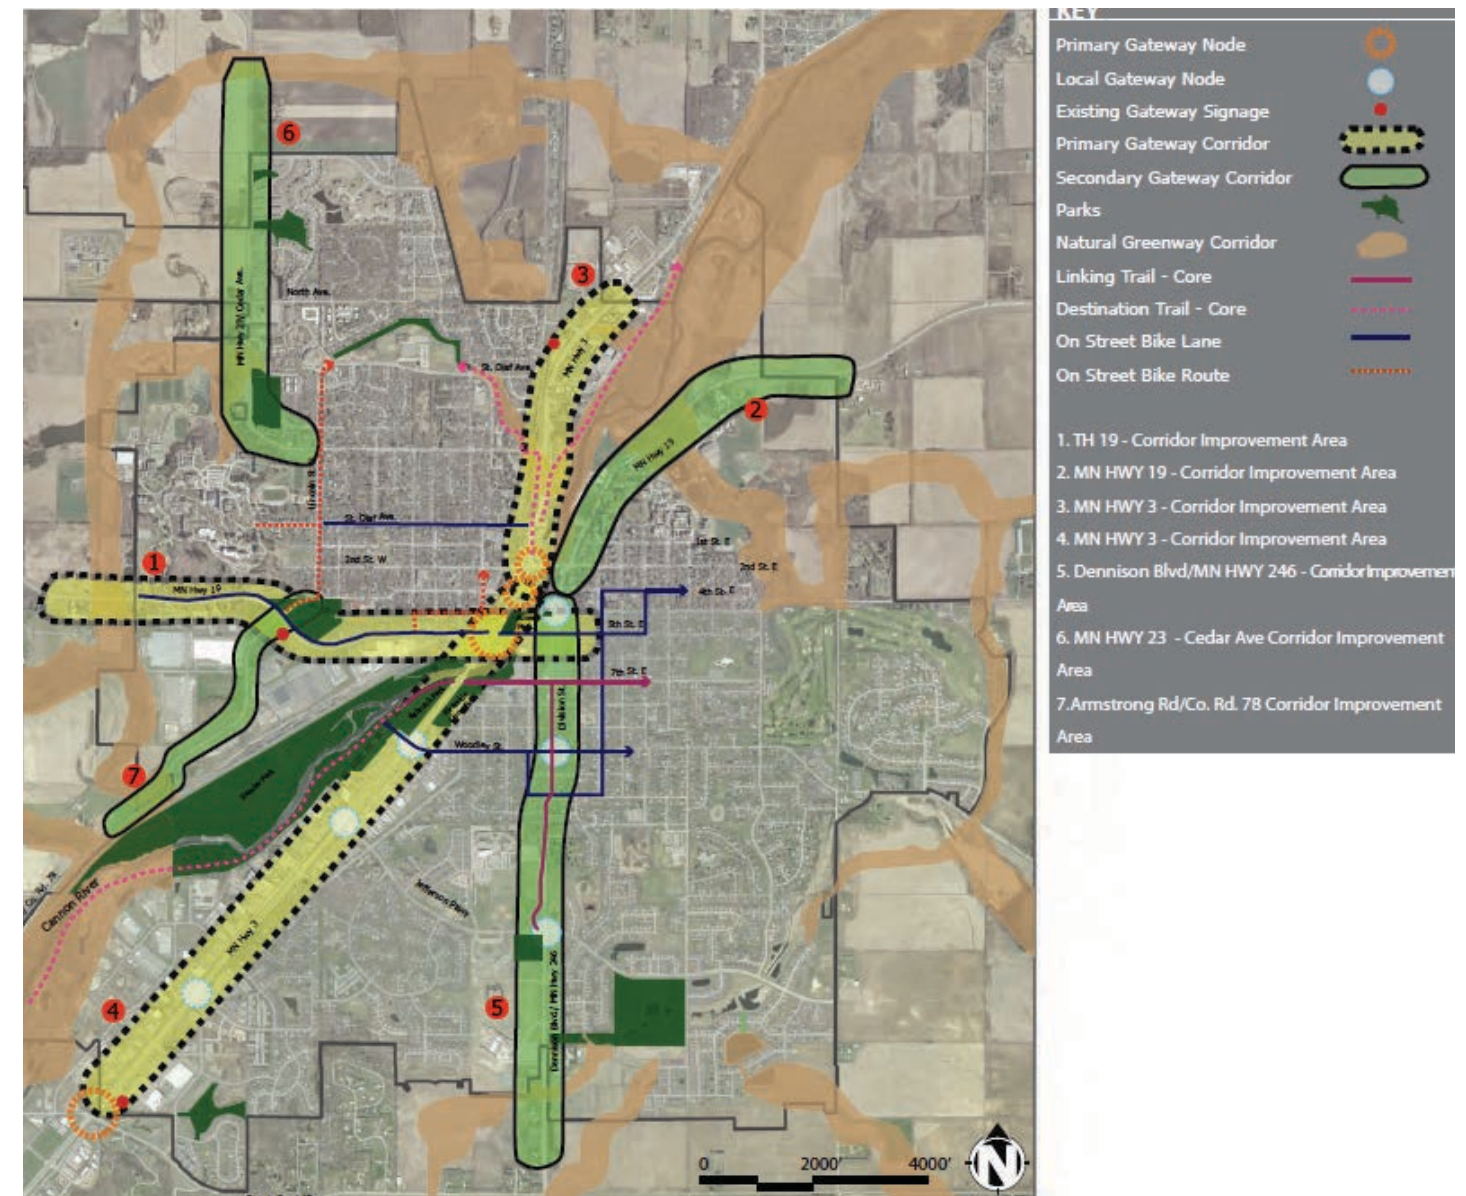 KEY
Primary Gateway Node
Local Gateway Node
Existing Gateway Signage
Primary Gateway Corridor
Secondary Gateway Corridor
Parks
Natural Greenway Corridor
Linking Trail - Core
Destination Trail - Core
On Street Bike Lane
On Street Bike Route
1. TH 19 - Corridor Improvement Area
2. MN HWY 19 - Corridor Improvement Area
3. MN HWY 3 - Corridor Improvement Area
4. MN HWY 3 - Corridor Improvement Area
5. Dennison Blvd/MN HWY 246 - Corridor Improvement
Area
6. MN HWY 23 - Cedar Ave Corridor Improvement
Area
7.Armstrong Rd/Co. Rd. 78 Corridor Improvement
Area
6
3
North Ave.
MN Hwy 3
St. Olaf Ave.
2
MN Hwy 19
St. Olaf Ave.
1st St. E
2nd St. W
2nd St. E
1
MN Hwy 19
4th St. E
5th St. E
7th St. E
Division St.
Woodley St.
7
Jefferson Pkwy
Cannon River
MN Hwy 3
4
5
Dennison Blvd./ MN Hwy 246
0 2000' 4000'
N